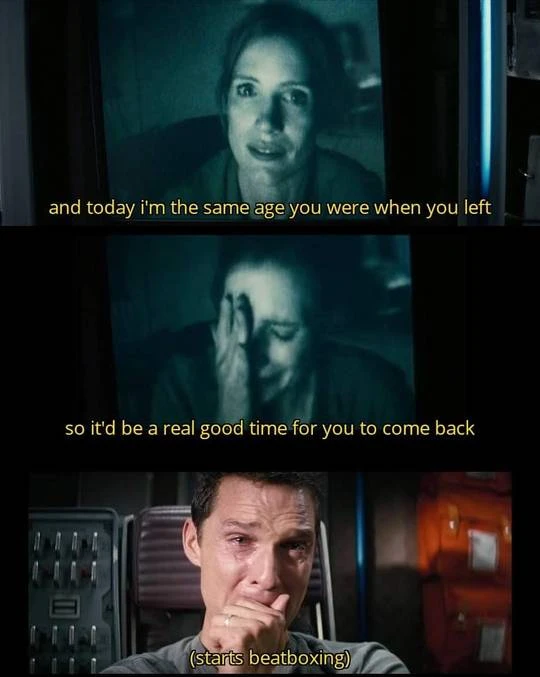 and today i'm the same age you were when you left
so it'd be a real good time for you to come back
(starts beatboxing)